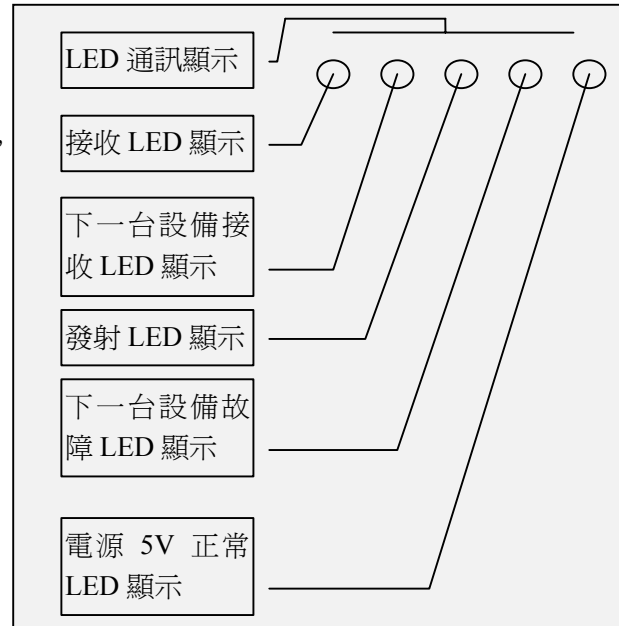 LED 通訊顯示
接收 LED 顯示
,
下一台設備接
收 LED 顯示
發射 LED 顯示
下一台設備故
障 LED 顯示
電源 5V 正常
LED 顯示